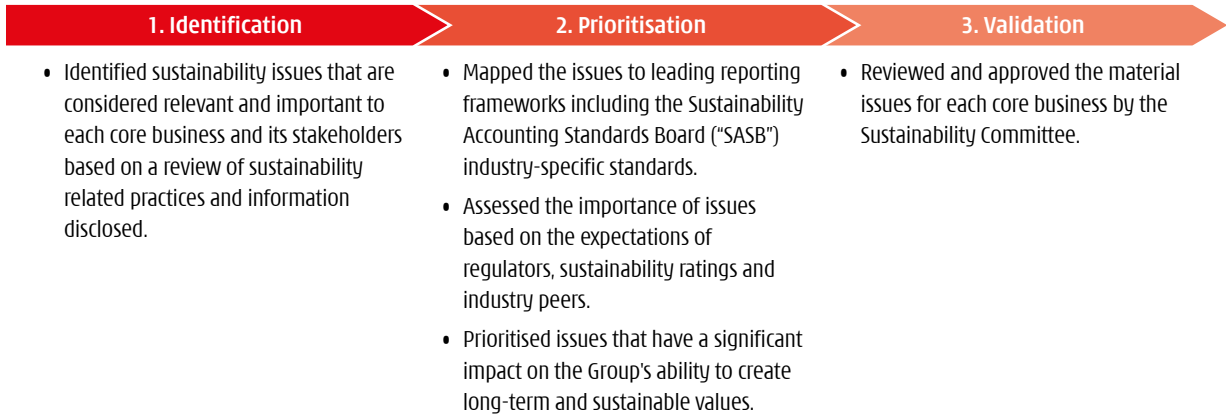 1. Identification
• Identified sustainability issues that are
considered relevant and important to
each core business and its stakeholders
based on a review of sustainability
related practices and information
disclosed.
2. Prioritisation
• Mapped the issues to leading reporting
frameworks including the Sustainability
Accounting Standards Board (“SASB”)
industry-specific standards.
• Assessed the importance of issues
based on the expectations of
regulators, sustainability ratings and
industry peers.
• Prioritised issues that have a significant
impact on the Group's ability to create
long-term and sustainable values.
3. Validation
• Reviewed and approved the material
issues for each core business by the
Sustainability Committee.